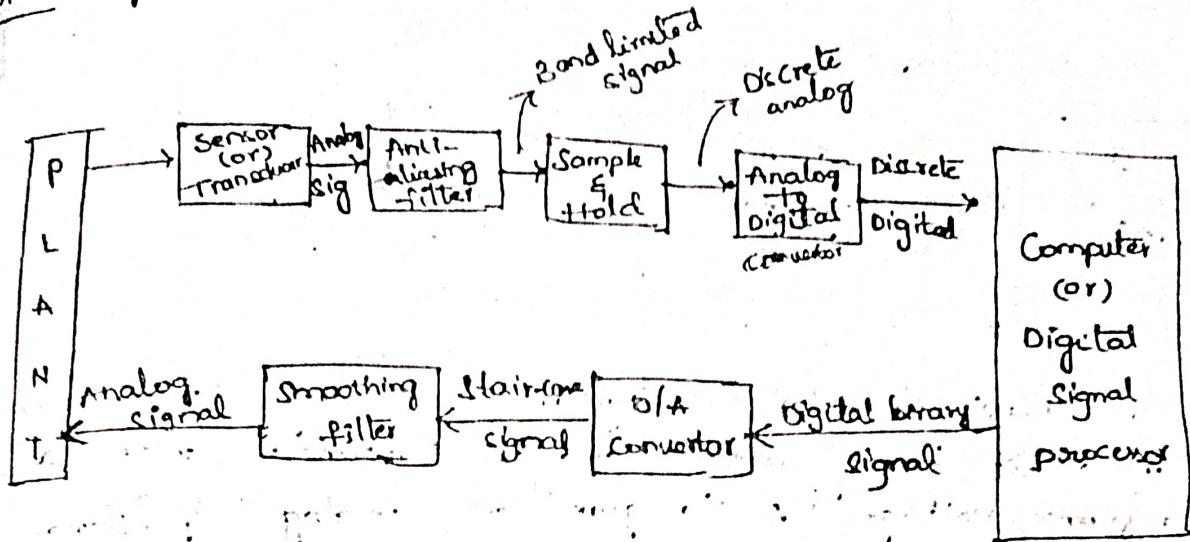 Band limited
signal
Discrete
analog
P
L
A
N
T
Sensor
(or)
Transducer
Analog
Sig
Anti-
aliasing
filter
Sample
&
Hold
Analog
to
Digital
Convertor
Discrete
Digital
Computer
(or)
Digital
Signal
processor
Analog
signal
Smoothing
filter
Stair-case
signal
D/A
Convertor
Digital binary
signal